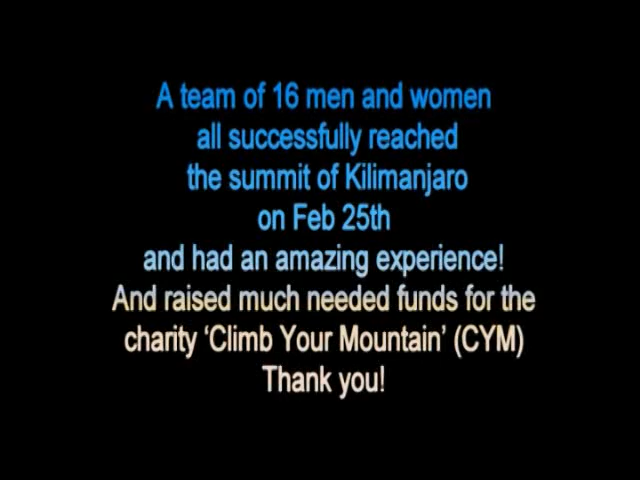 A team of 16 men and women
all successfully reached
the summit of Kilimanjaro
on Feb 25th
and had an amazing experience!
And raised much needed funds for the
charity ‘Climb Your Mountain’ (CYM)
Thank you!